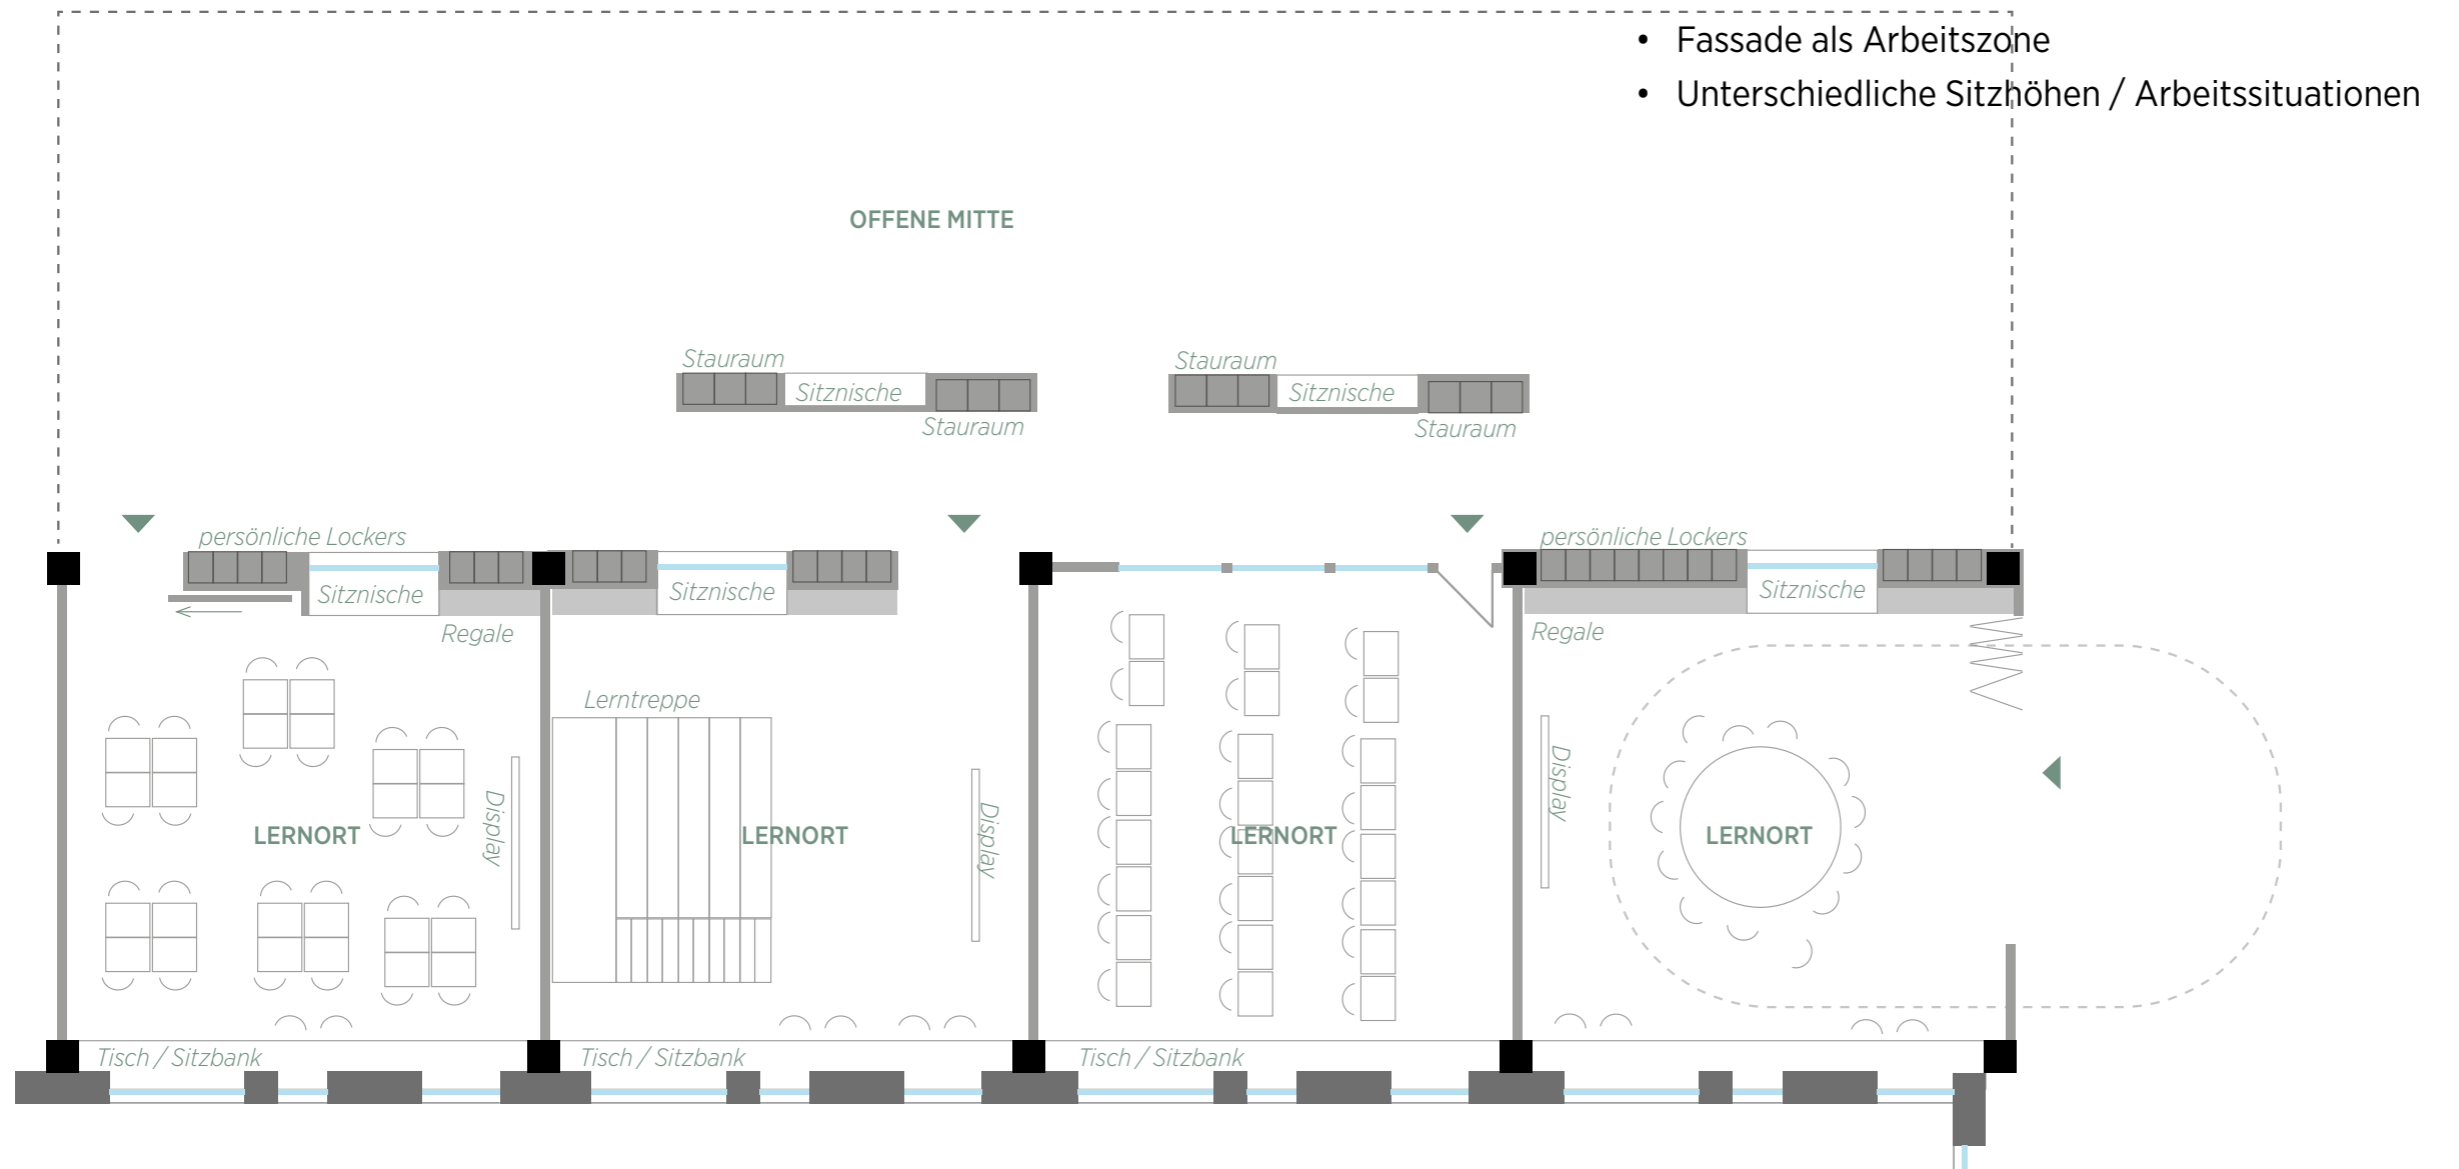 • Fassade als Arbeitszone
• Unterschiedliche Sitzhöhen / Arbeitssituationen
OFFENE MITTE
Stauraum
Sitznische
Stauraum
Stauraum
Sitznische
Stauraum
persönliche Lockers
Sitznische
Regale
Sitznische
persönliche Lockers
Sitznische
Regale
Lerntreppe
Display
Display
Display
LERNORT
LERNORT
LERNORT
LERNORT
Tisch / Sitzbank
Tisch / Sitzbank
Tisch / Sitzbank